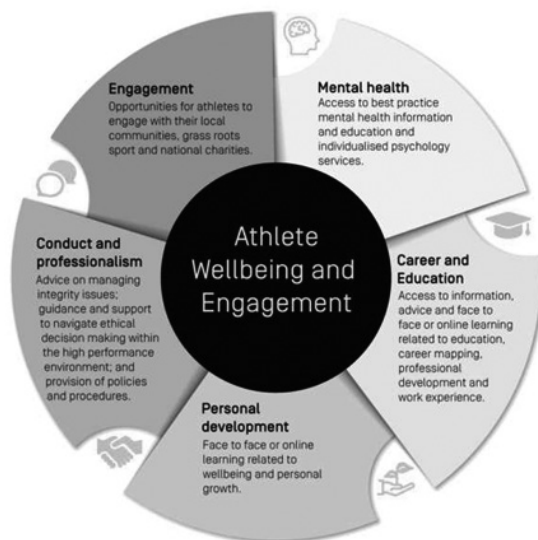 Engagement
Opportunities for athletes to
engage with their local
communities, grass roots
sport and national charities.
Mental health
Access to best practice
mental health information
and education and
individualised psychology
services.
Athlete
Wellbeing and
Engagement
Conduct and
professionalism
Advice on managing
integrity issues;
guidance and support
to navigate ethical
decision making within
the high performance
environment; and
provision of policies
and procedures.
Career and
Education
Access to information,
advice and face to
face or online learning
related to education,
career mapping,
professional
development and
work experience.
Personal
development
Face to face or online
learning related to
wellbeing and personal
growth.